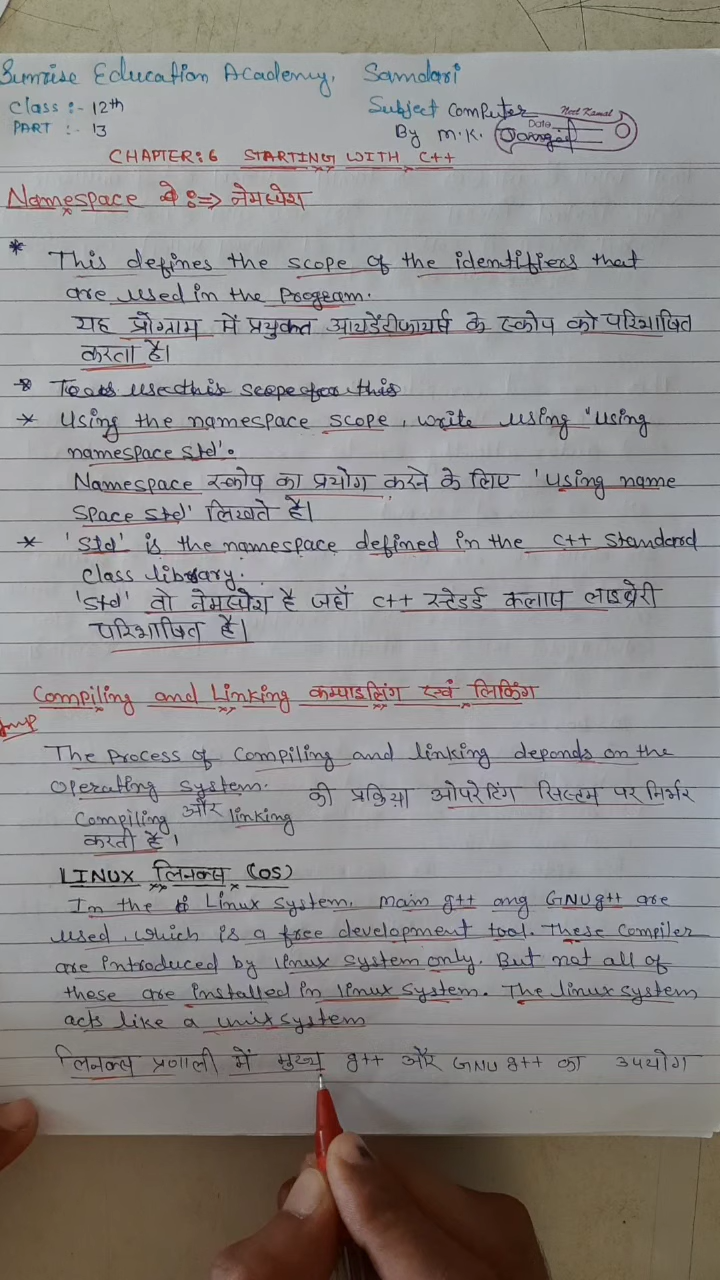 Sunrise Education Academy, Samdari
Class :- 12th
Subject Computer
Neel Kamal
PART :- 13
By M.K.
Date
CHAPTER:6 STARTING WITH C++
Namespace :=> नेमस्पेश
* This defines the scope of the identifiers that
are used in the Program.
यह प्रोग्राम में प्रयुक्त आयडेंटीफायर्स के स्कोप को परिभाषित
करता है।
* Using the namespace scope, write using 'using
namespace std'.
Namespace स्कोप का प्रयोग करने के लिए 'using name
space std' लिखते है।
* 'std' is the namespace defined in the C++ standard
class library.
'std' वो नेमस्पेश है जहाँ C++ स्टेडर्ड क्लास लाइब्रेरी
परिभाषित है।
Compiling and Linking कम्पाइलिंग एवं लिकिंग
Imp
The Process of Compiling and linking depends on the
Operating system.
Compiling और linking की प्रक्रिया ओपरेटिंग सिस्टम पर निर्भर
करती है।
LINUX लिनक्स (OS)
In the Linux system, main g++ ang GNU g++ are
used, which is a free development tool. These compiler
are introduced by linux system only. But not all of
these are installed in linux system. The linux system
acts like a unix system
लिनक्स प्रणाली में मुख्य g++ और GNU g++ का उपयोग